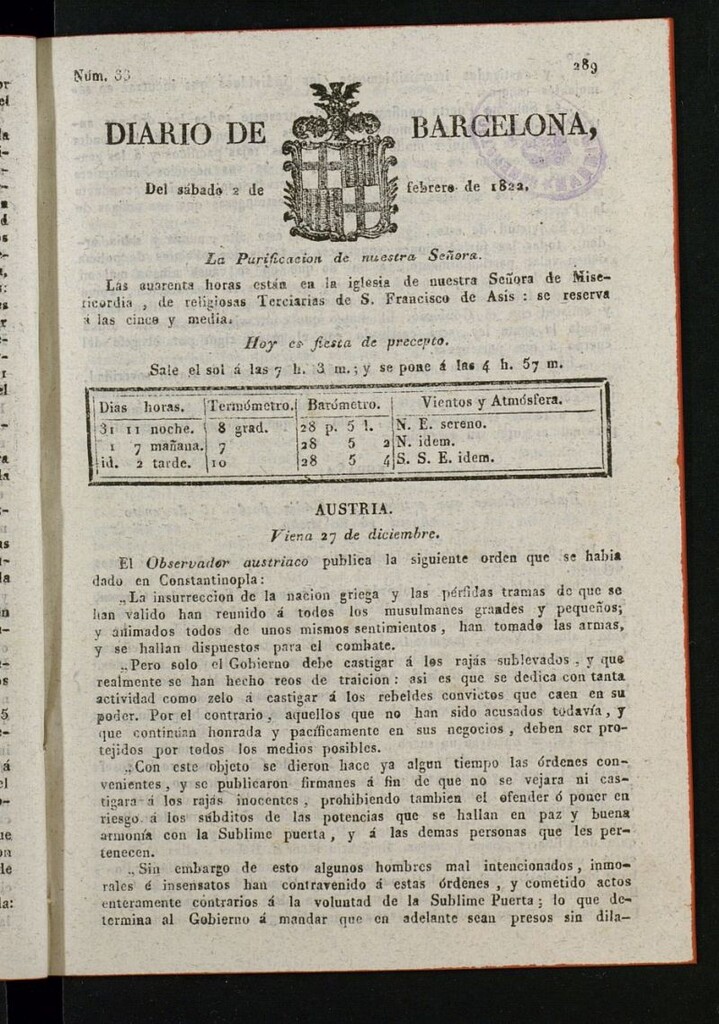 Núm. 33
289
DIARIO DE BARCELONA,
Del sábado 2 de febrero de 1822.
La Purificacion de nuestra Señora.
Las cuarenta horas están en la iglesia de nuestra Señora de Mise-
ricordia, de religiosas Terciarias de S. Francisco de Asis: se reserva
á las cinco y media.
Hoy es fiesta de precepto.
Sale el sol á las 7 h. 3 m.; y se pone á las 4 h. 57 m.
Dias horas. Termómetro. Barómetro. Vientos y Atmósfera.
31 11 noche. 8 grad. 28 p. 5 l. N. E. sereno.
1 7 mañana. 7 28 5 2 N. idem.
id. 2 tarde. 10 28 5 4 S. S. E. idem.
AUSTRIA.
Viena 27 de diciembre.
El Observador austriaco publica la siguiente orden que se habia
dado en Constantinopla:
„La insurreccion de la nacion griega y las pérfidas tramas de que se
han valido han reunido á todos los musulmanes grandes y pequeños;
y animados todos de unos mismos sentimientos, han tomado las armas,
y se hallan dispuestos para el combate.
„Pero solo el Gobierno debe castigar á los rajás sublevados, y que
realmente se han hecho reos de traicion: asi es que se dedica con tanta
actividad como zelo á castigar á los rebeldes convictos que caen en su
poder. Por el contrario, aquellos que no han sido acusados todavía, y
que continúan honrada y pacíficamente en sus negocios, deben ser pro-
tejidos por todos los medios posibles.
„Con este objeto se dieron hace ya algun tiempo las órdenes con-
venientes, y se publicaron firmanes á fin de que no se vejara ni cas-
tigara á los rajás inocentes, prohibiendo tambien el ofender ó poner en
riesgo á los súbditos de las potencias que se hallan en paz y buena
armonía con la Sublime puerta, y á las demas personas que les per-
tenecen.
„Sin embargo de esto algunos hombres mal intencionados, inmo-
rales é insensatos han contravenido á estas órdenes, y cometido actos
enteramente contrarios á la voluntad de la Sublime Puerta; lo que de-
termina al Gobierno á mandar que en adelante sean presos sin dila-